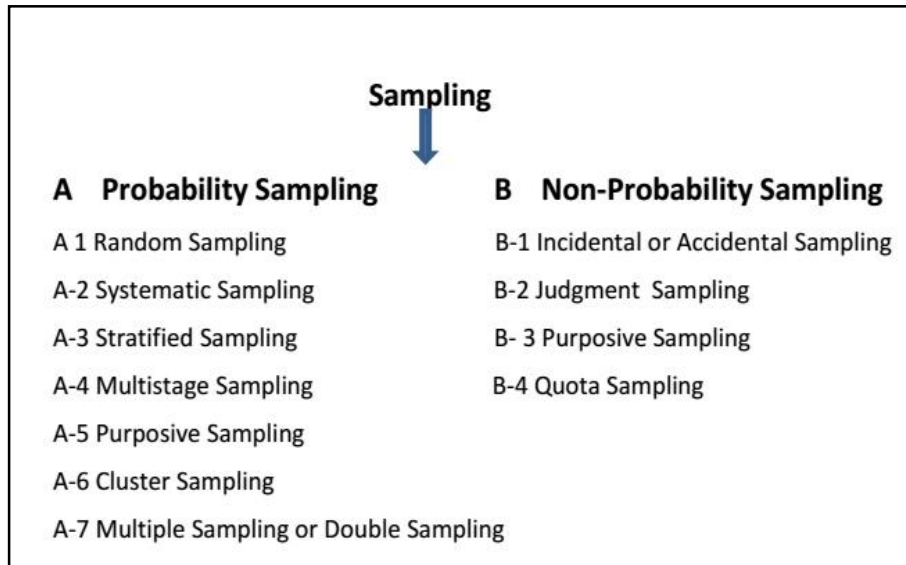 Sampling
A Probability Sampling
A 1 Random Sampling
A-2 Systematic Sampling
A-3 Stratified Sampling
A-4 Multistage Sampling
A-5 Purposive Sampling
A-6 Cluster Sampling
A-7 Multiple Sampling or Double Sampling
B Non-Probability Sampling
B-1 Incidental or Accidental Sampling
B-2 Judgment Sampling
B- 3 Purposive Sampling
B-4 Quota Sampling